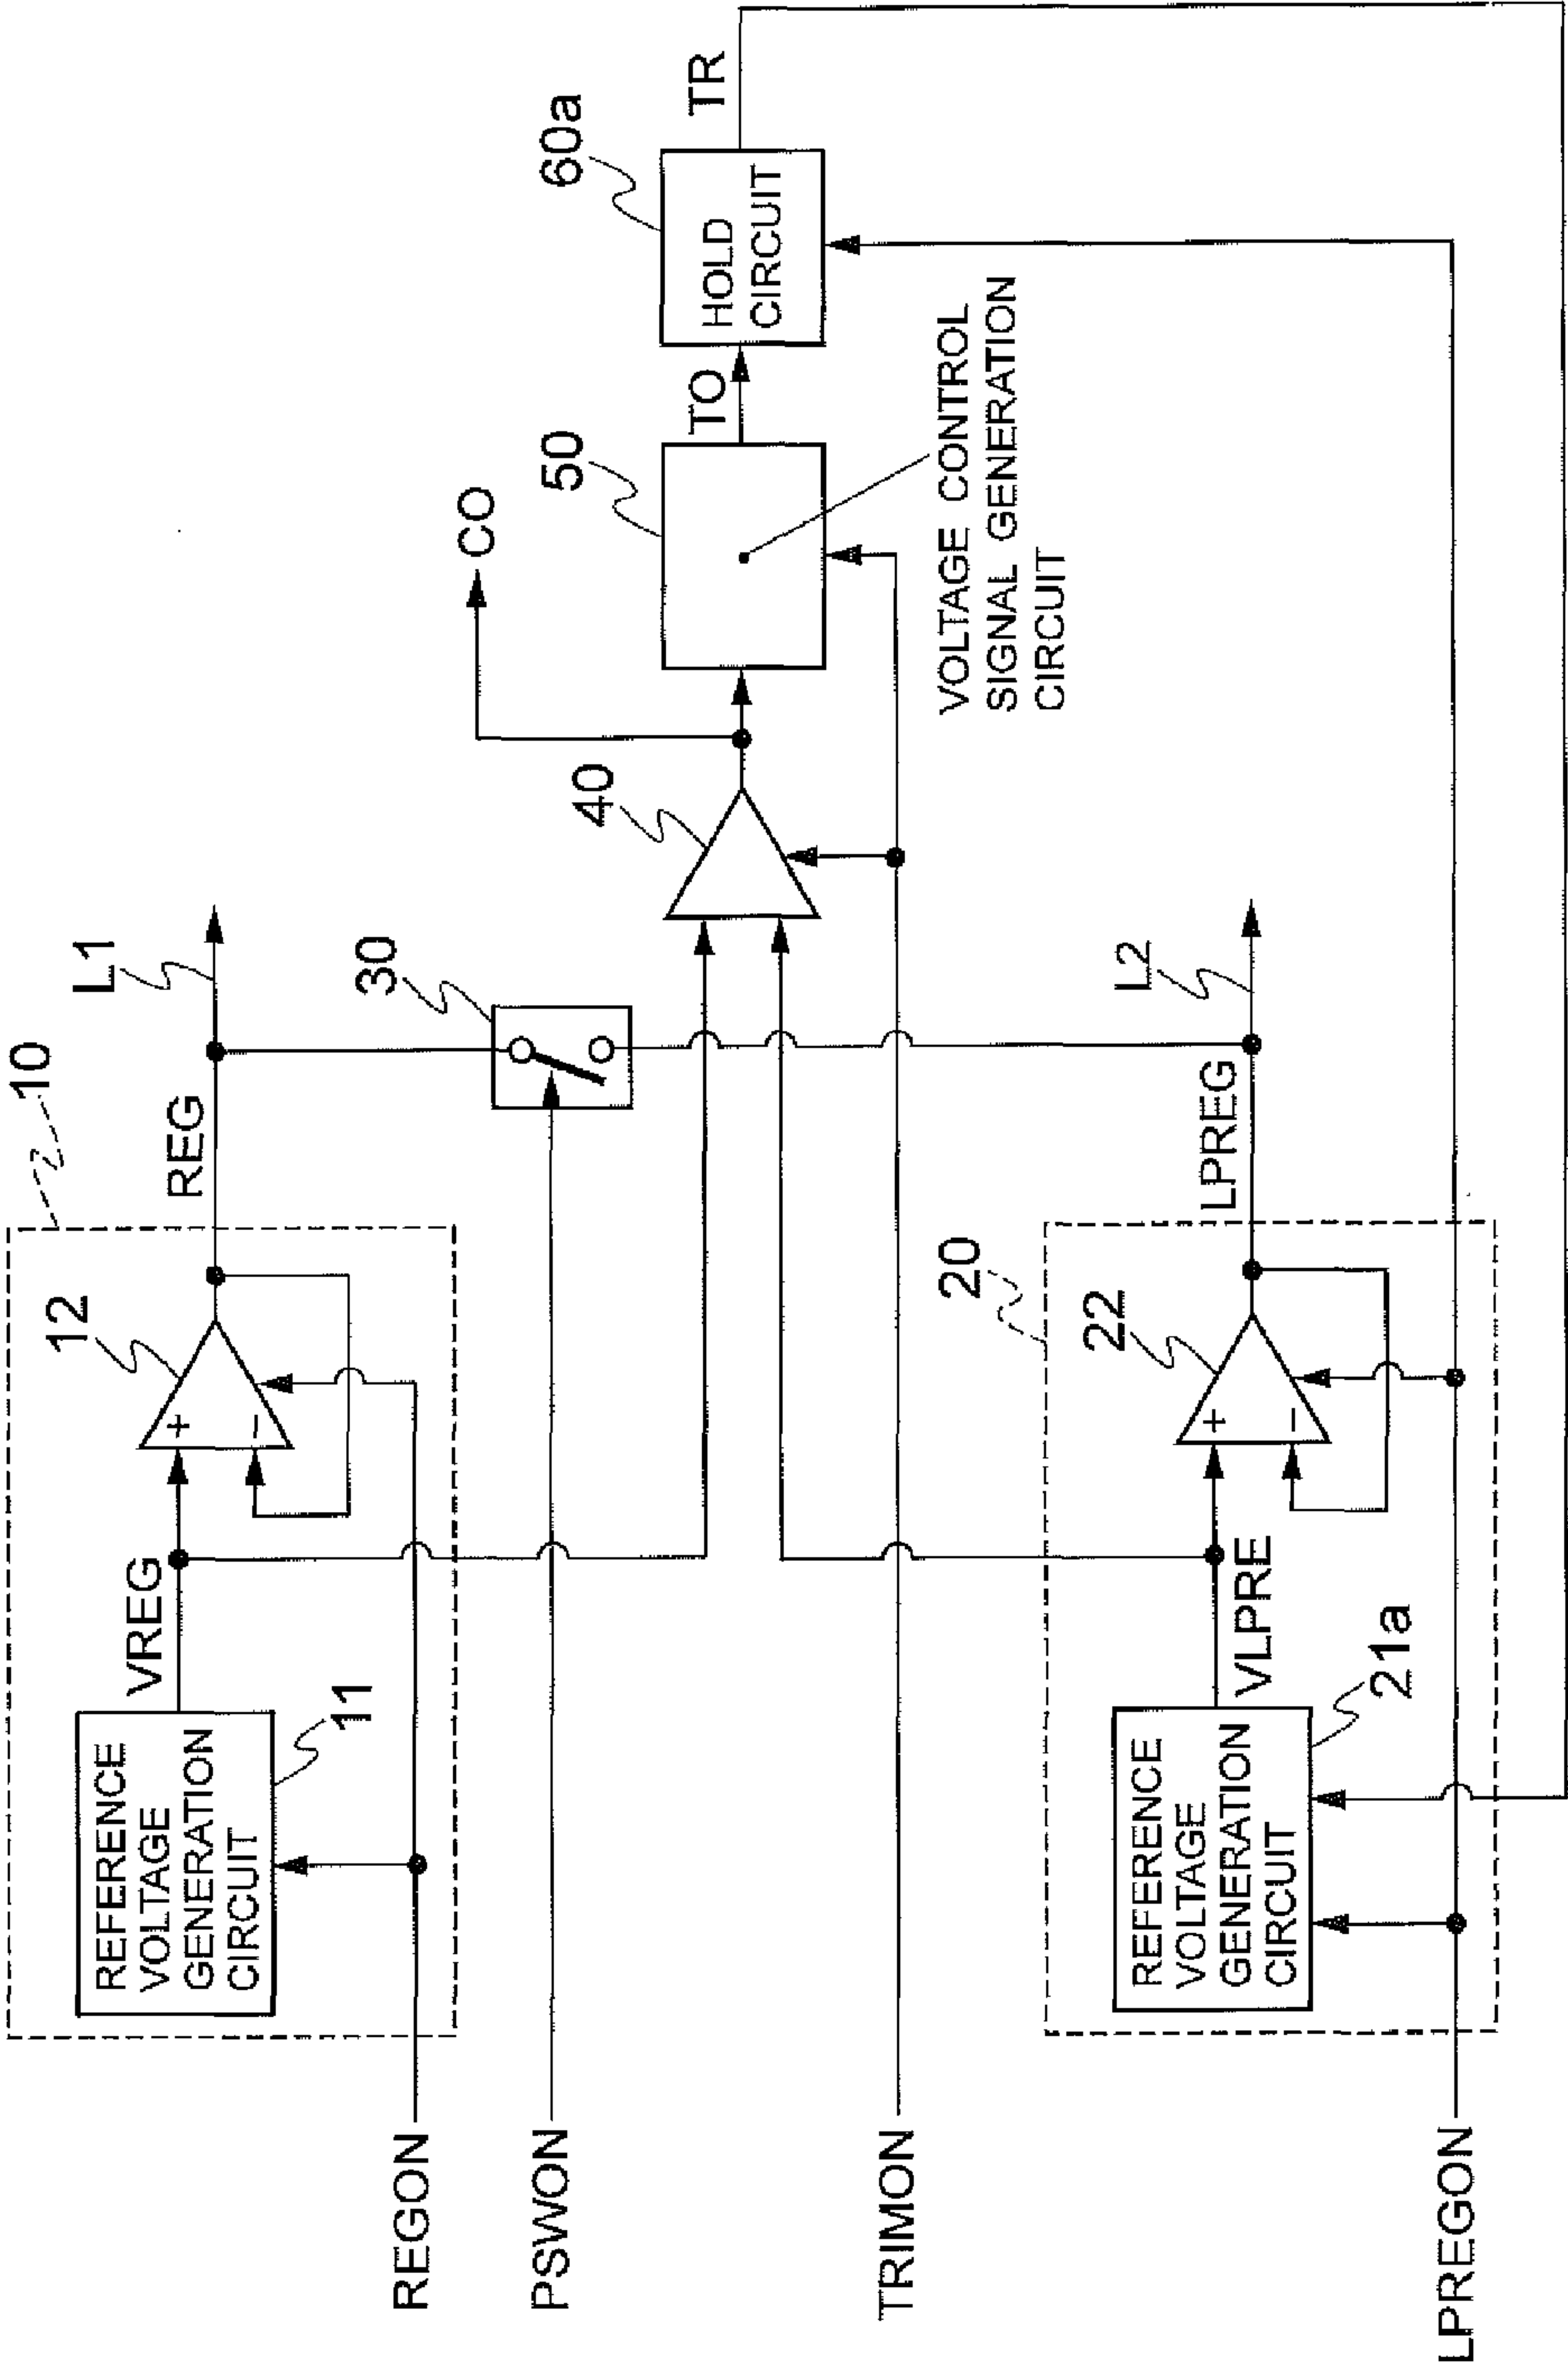 10
REFERENCE
VOLTAGE
GENERATION
CIRCUIT
11
VREG
12
REG
L1
REGON
PSWON
30
40
CO
50
TO
60a
HOLD
CIRCUIT
TR
VOLTAGE CONTROL
SIGNAL GENERATION
CIRCUIT
TRIMON
20
REFERENCE
VOLTAGE
GENERATION
CIRCUIT
21a
VLPRE
22
LPREG
L2
LPREGON
+
−
+
−